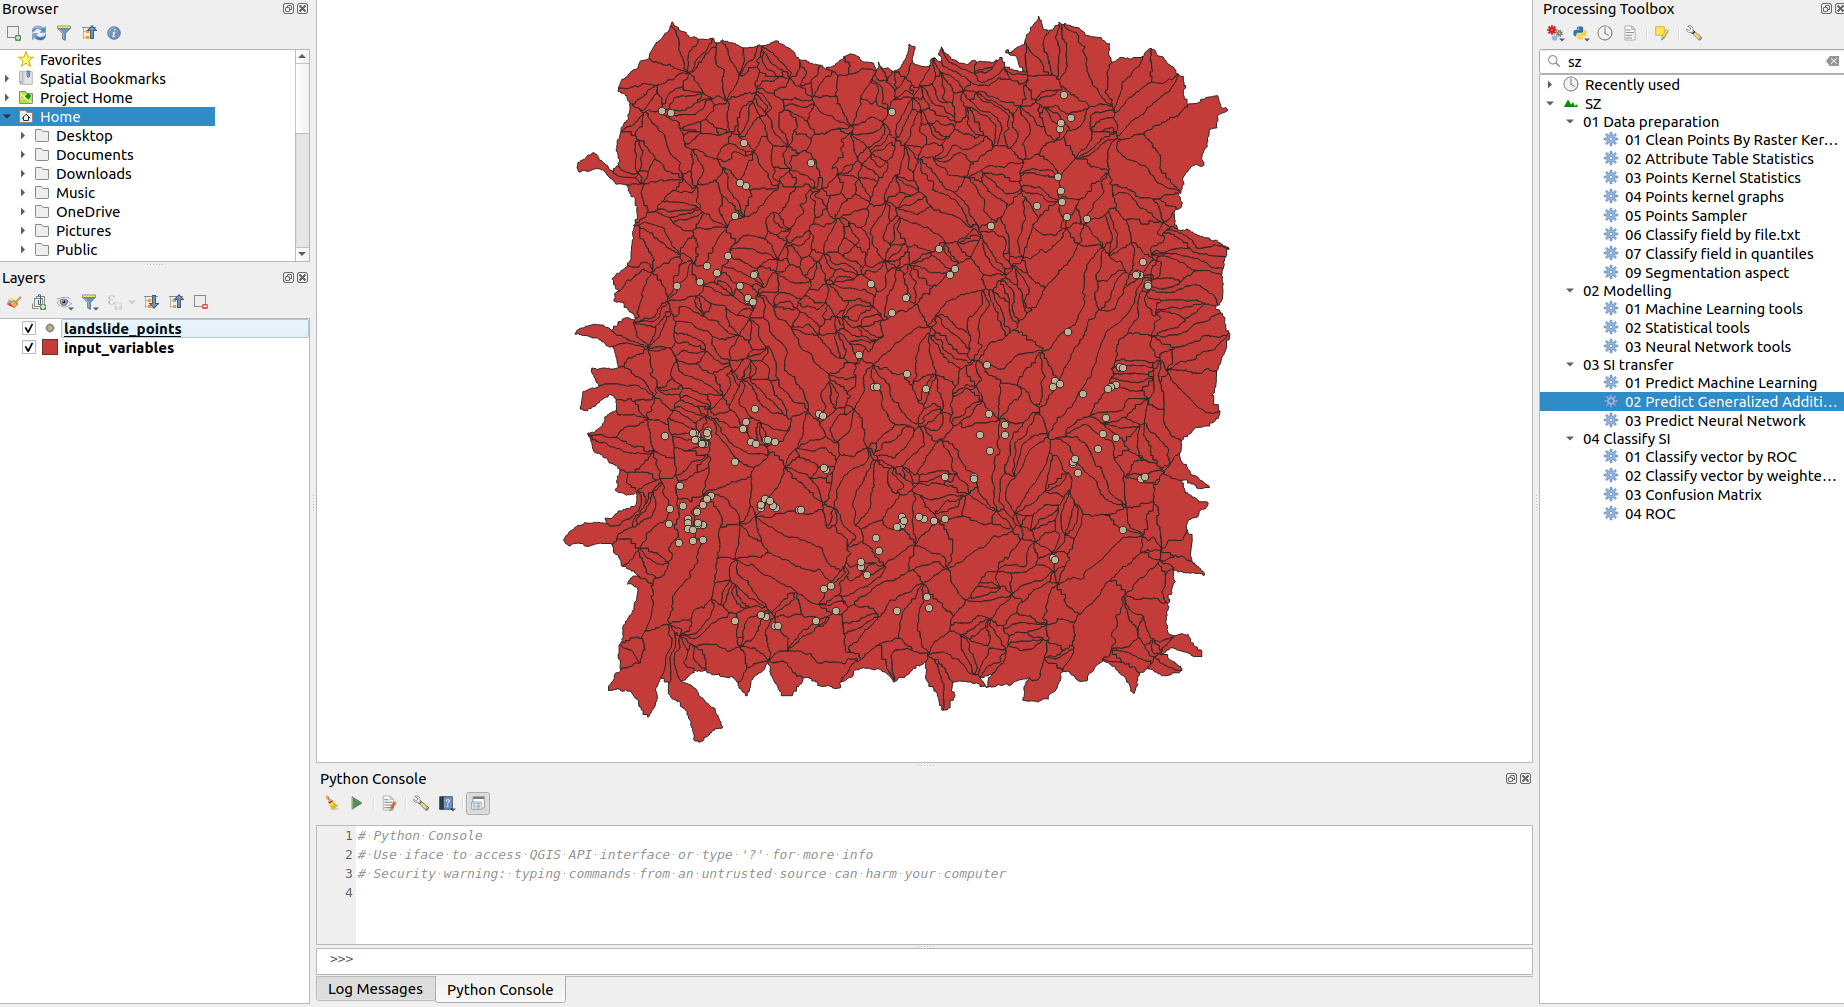 Browser
Favorites
Spatial Bookmarks
Project Home
Home
Desktop
Documents
Downloads
Music
OneDrive
Pictures
Public
Layers
landslide_points
input_variables
Python Console
1 # Python Console
2 # Use iface to access QGIS API interface or type '?' for more info
3 # Security warning: typing commands from an untrusted source can harm your computer
4
>>>
Log Messages
Python Console
Processing Toolbox
sz
Recently used
SZ
01 Data preparation
01 Clean Points By Raster Ker…
02 Attribute Table Statistics
03 Points Kernel Statistics
04 Points kernel graphs
05 Points Sampler
06 Classify field by file.txt
07 Classify field in quantiles
09 Segmentation aspect
02 Modelling
01 Machine Learning tools
02 Statistical tools
03 Neural Network tools
03 SI transfer
01 Predict Machine Learning
02 Predict Generalized Additi…
03 Predict Neural Network
04 Classify SI
01 Classify vector by ROC
02 Classify vector by weighte…
03 Confusion Matrix
04 ROC